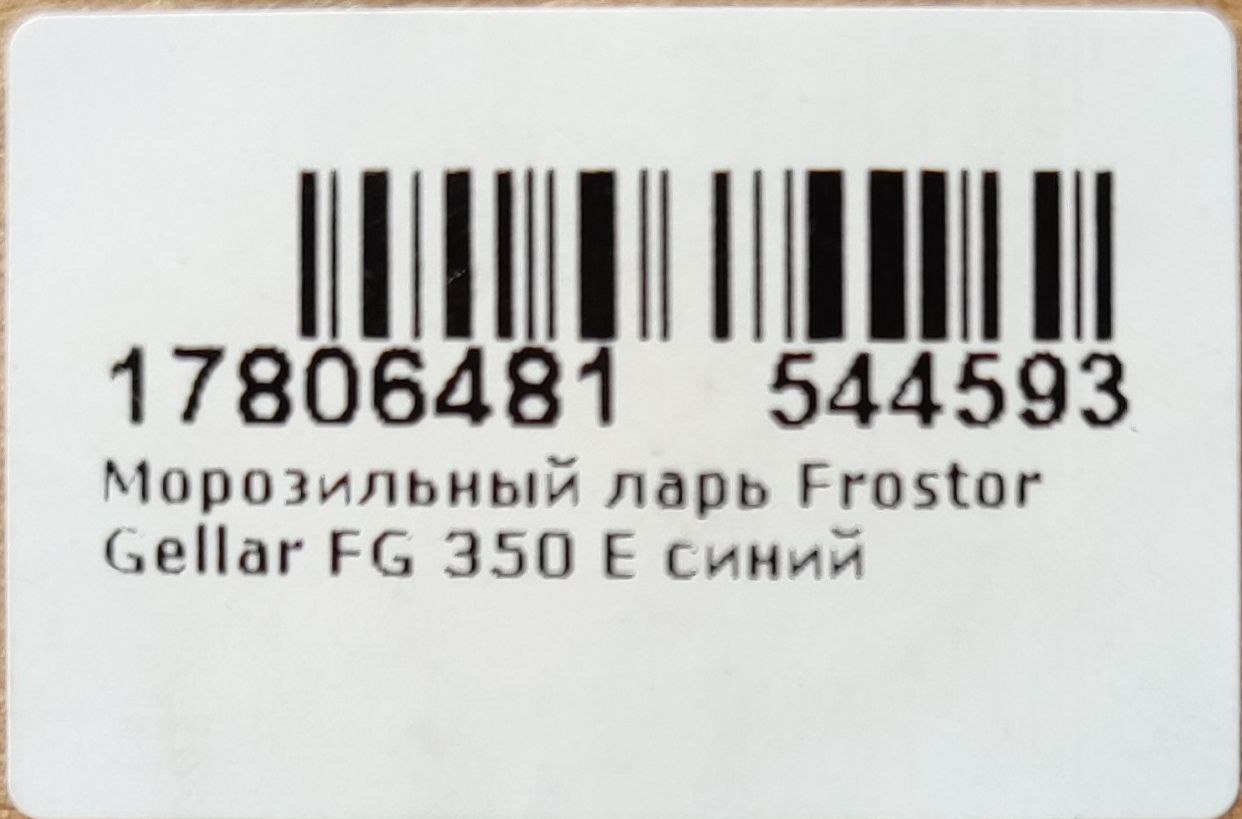 17806481 544593
Морозильный ларь Frostor
Gellar FG 350 E синий